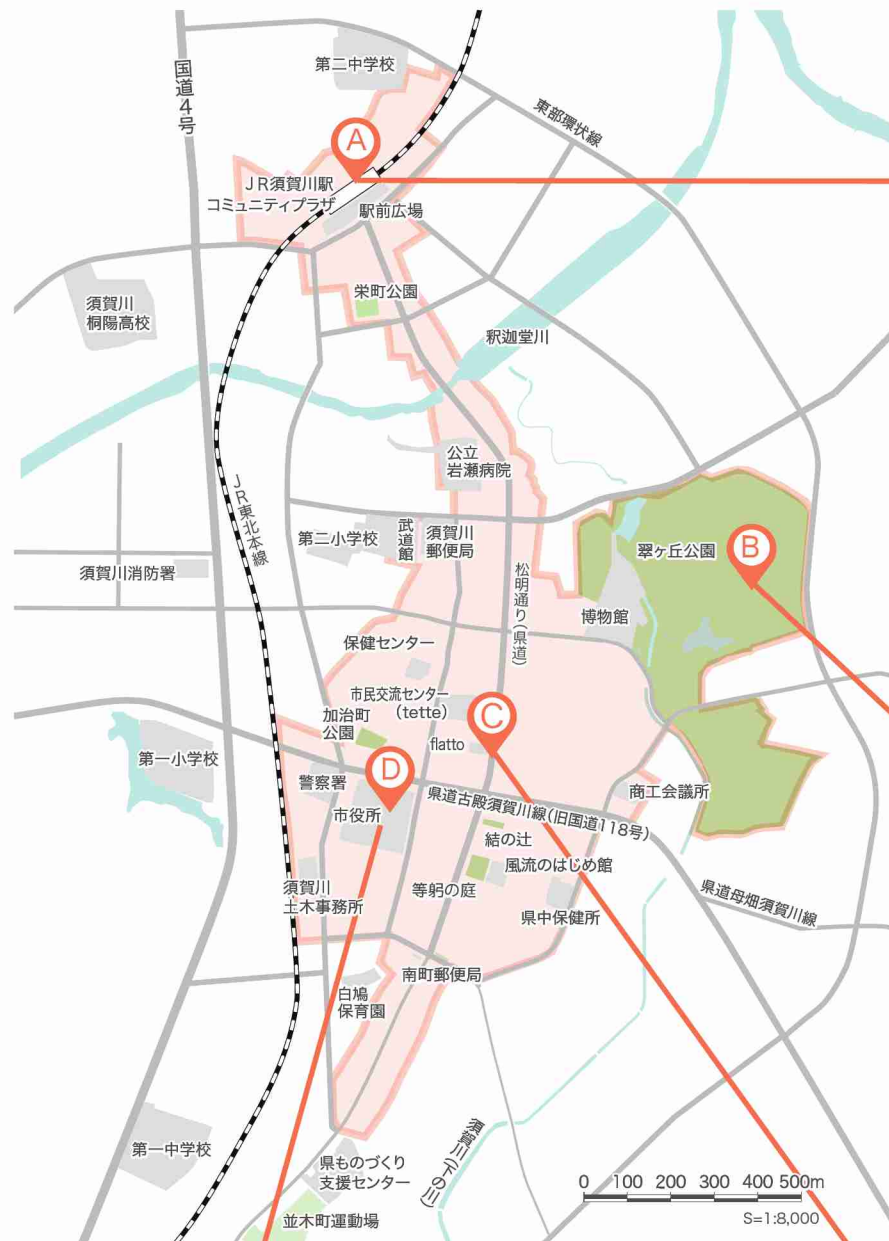 国道4号
第二中学校
東部環状線
A
JR須賀川駅
コミュニティプラザ
駅前広場
須賀川
桐陽高校
栄町公園
釈迦堂川
公立
岩瀬病院
JR東北本線
第二小学校
武道館
須賀川
郵便局
松明通り(県道)
翠ヶ丘公園
B
須賀川消防署
博物館
保健センター
市民交流センター
(tette)
加治町
公園
flatto
C
第一小学校
警察署
D
市役所
県道古殿須賀川線(旧国道118号)
商工会議所
結の辻
風流のはじめ館
須賀川
土木事務所
等躬の庭
県中保健所
県道母畑須賀川線
南町郵便局
白鳩
保育園
第一中学校
県ものづくり
支援センター
須賀川(下の川)
並木町運動場
0 100 200 300 400 500m
S=1:8,000